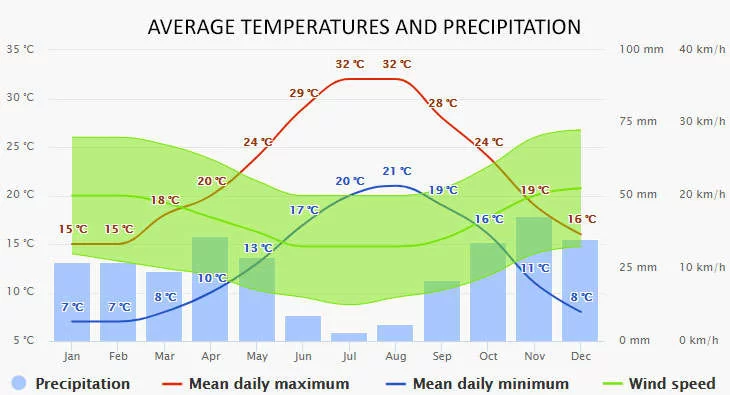 AVERAGE TEMPERATURES AND PRECIPITATION
35 °C 100 mm 40 km/h
32 °C 32 °C
30 °C 29 °C 28 °C 75 mm 30 km/h
25 °C 24 °C 24 °C
20 °C 20 °C 20 °C 21 °C 19 °C 19 °C 50 mm 20 km/h
18 °C 17 °C 16 °C 16 °C
15 °C 15 °C 15 °C 13 °C 25 mm 10 km/h
10 °C 10 °C 11 °C
7 °C 7 °C 8 °C 8 °C
5 °C 0 mm 0 km/h
Jan Feb Mar Apr May Jun Jul Aug Sep Oct Nov Dec
Precipitation Mean daily maximum Mean daily minimum Wind speed